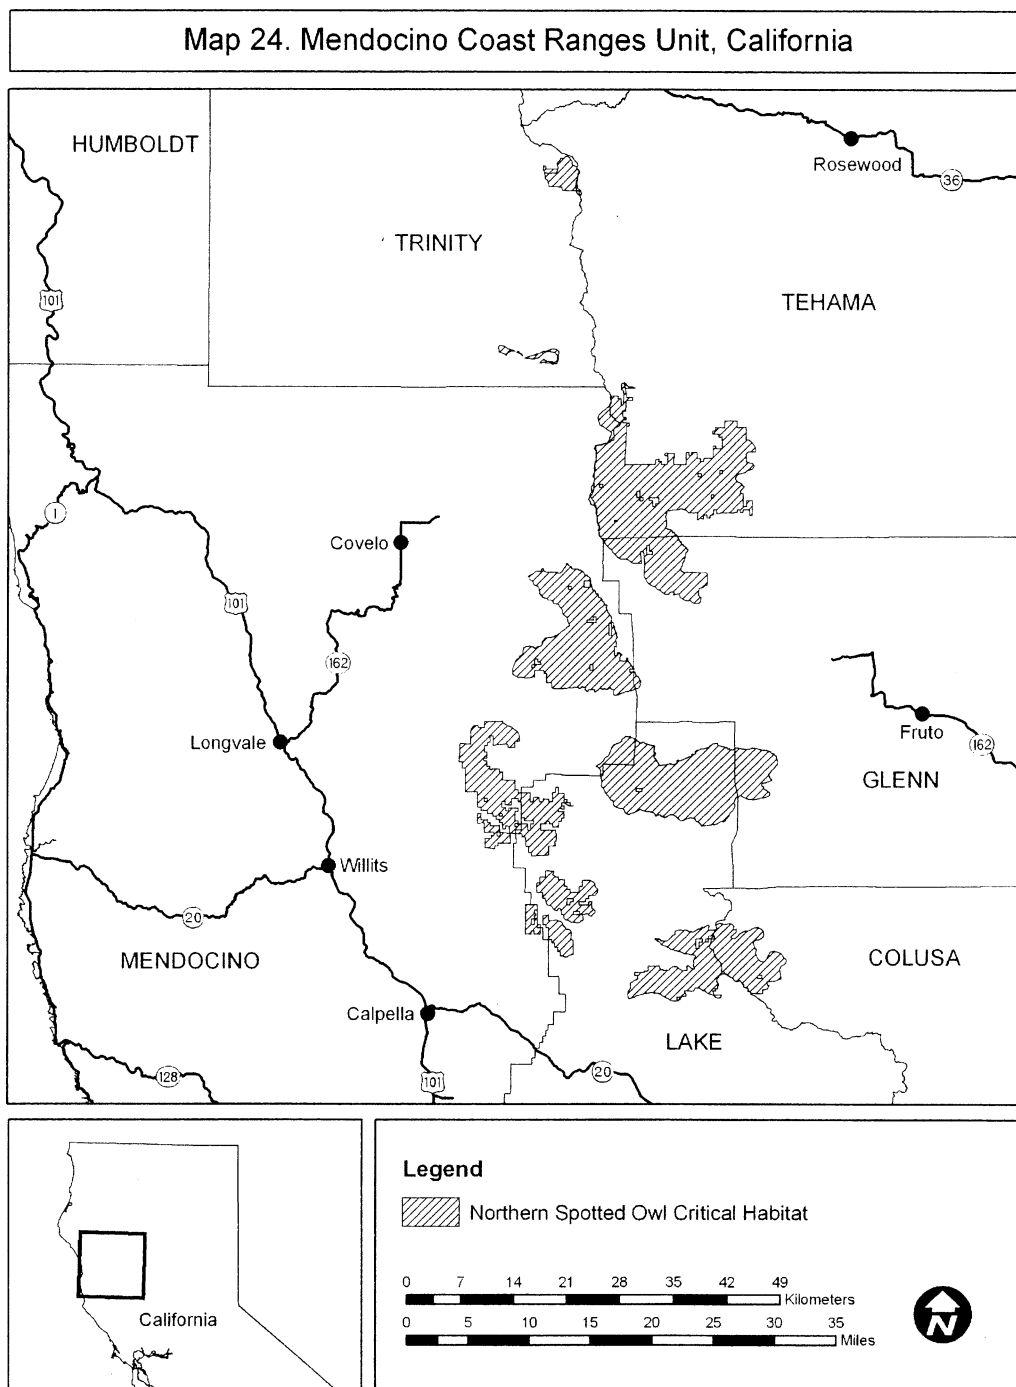 Map 24. Mendocino Coast Ranges Unit, California
HUMBOLDT
Rosewood
36
TRINITY
101
TEHAMA
1
Covelo
101
162
Longvale
Fruto
162
GLENN
Willits
20
MENDOCINO
COLUSA
Calpella
LAKE
128
101
20
Legend
Northern Spotted Owl Critical Habitat
0 7 14 21 28 35 42 49
Kilometers
0 5 10 15 20 25 30 35
Miles
N
California